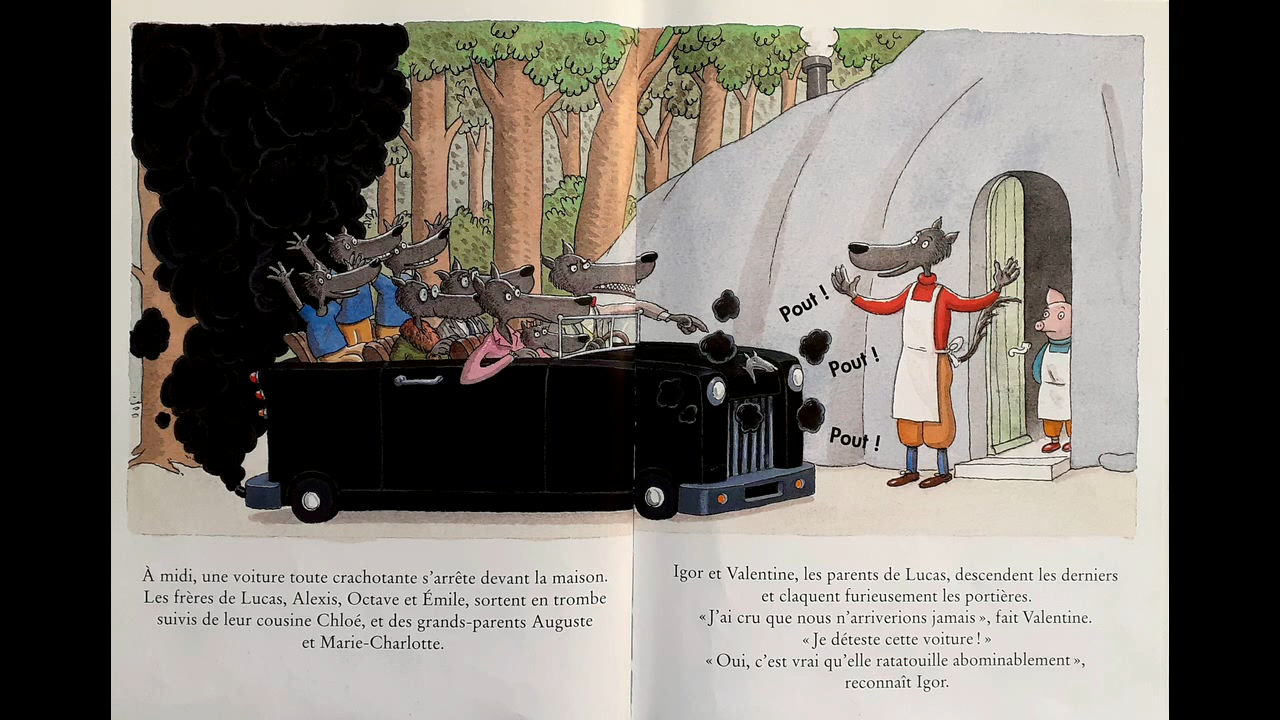 Pout !
Pout !
Pout !
À midi, une voiture toute crachotante s'arrête devant la maison.
Les frères de Lucas, Alexis, Octave et Émile, sortent en trombe
suivis de leur cousine Chloé, et des grands-parents Auguste
et Marie-Charlotte.
Igor et Valentine, les parents de Lucas, descendent les derniers
et claquent furieusement les portières.
« J'ai cru que nous n'arriverions jamais », fait Valentine.
« Je déteste cette voiture ! »
« Oui, c'est vrai qu'elle ratatouille abominablement »,
reconnaît Igor.